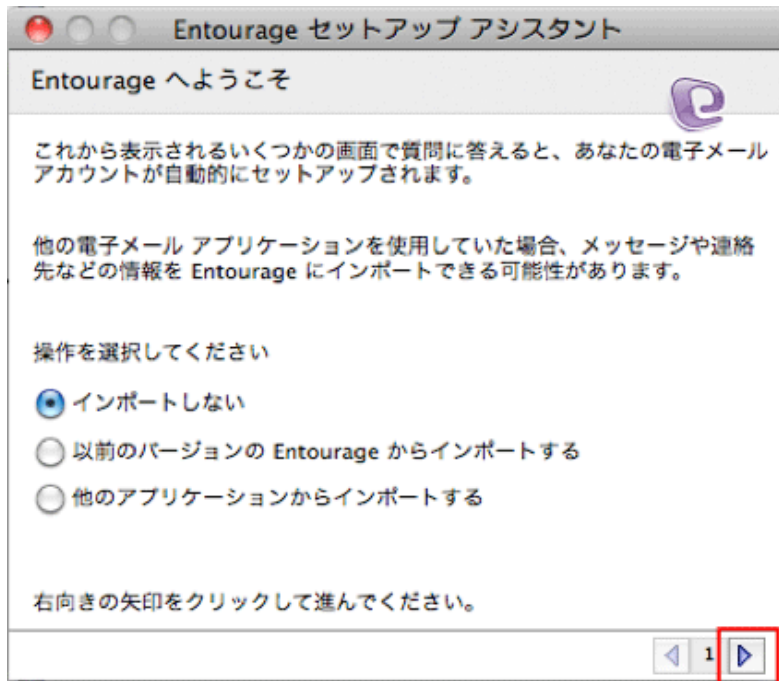 Entourage セットアップ アシスタント
Entourage へようこそ
これから表示されるいくつかの画面で質問に答えると、あなたの電子メール
アカウントが自動的にセットアップされます。
他の電子メール アプリケーションを使用していた場合、メッセージや連絡
先などの情報を Entourage にインポートできる可能性があります。
操作を選択してください
インポートしない
以前のバージョンの Entourage からインポートする
他のアプリケーションからインポートする
右向きの矢印をクリックして進んでください。
1